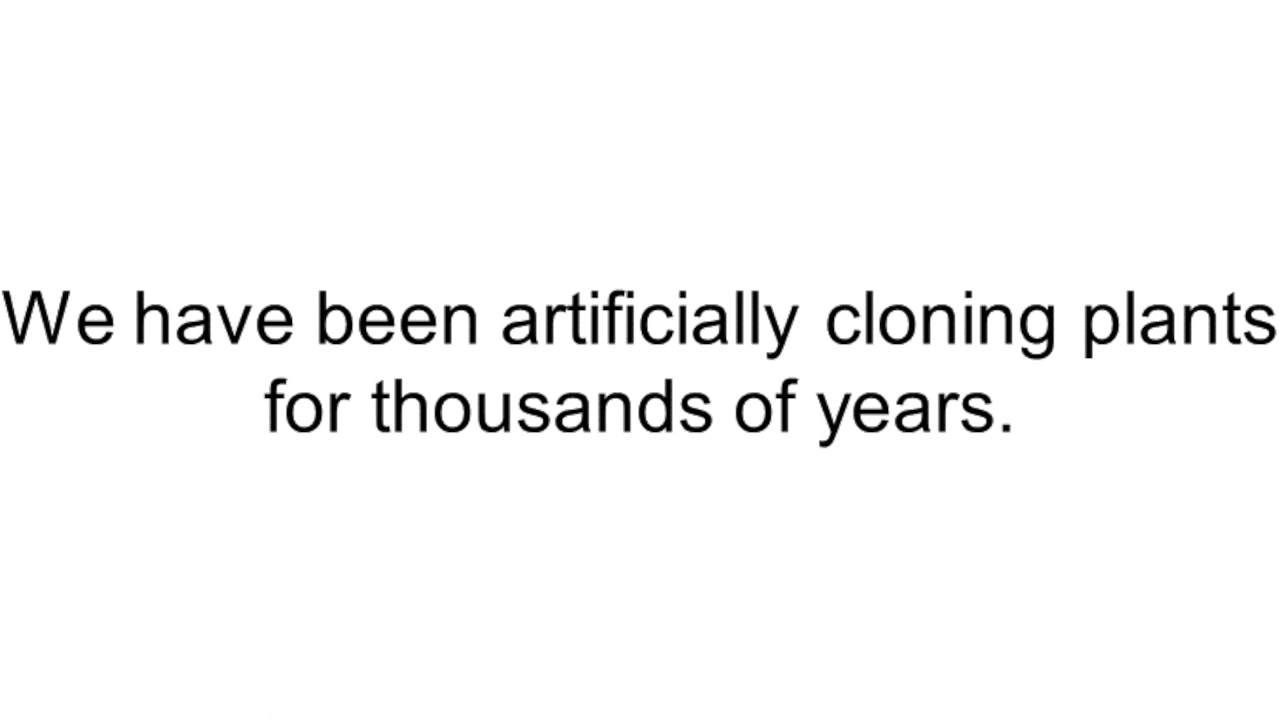 We have been artificially cloning plants
for thousands of years.